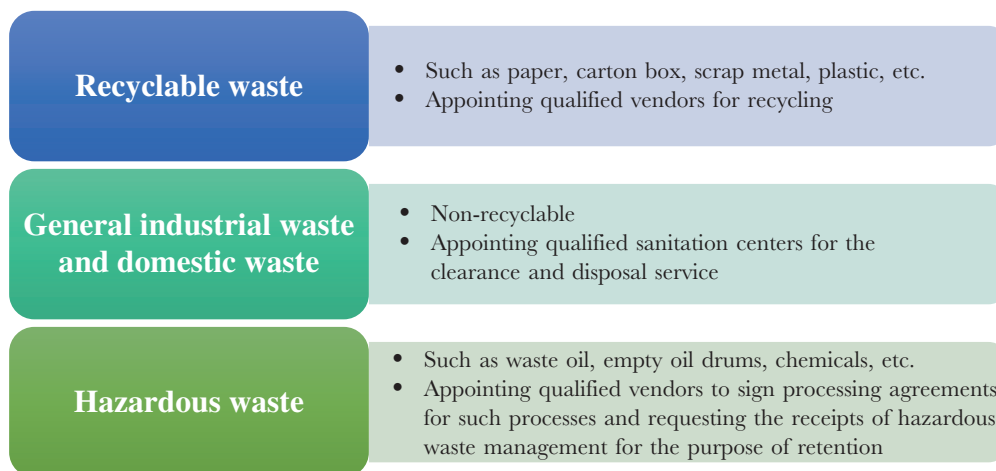 Recyclable waste
• Such as paper, carton box, scrap metal, plastic, etc.
• Appointing qualified vendors for recycling
General industrial waste
and domestic waste
• Non-recyclable
• Appointing qualified sanitation centers for the
clearance and disposal service
Hazardous waste
• Such as waste oil, empty oil drums, chemicals, etc.
• Appointing qualified vendors to sign processing agreements
for such processes and requesting the receipts of hazardous
waste management for the purpose of retention